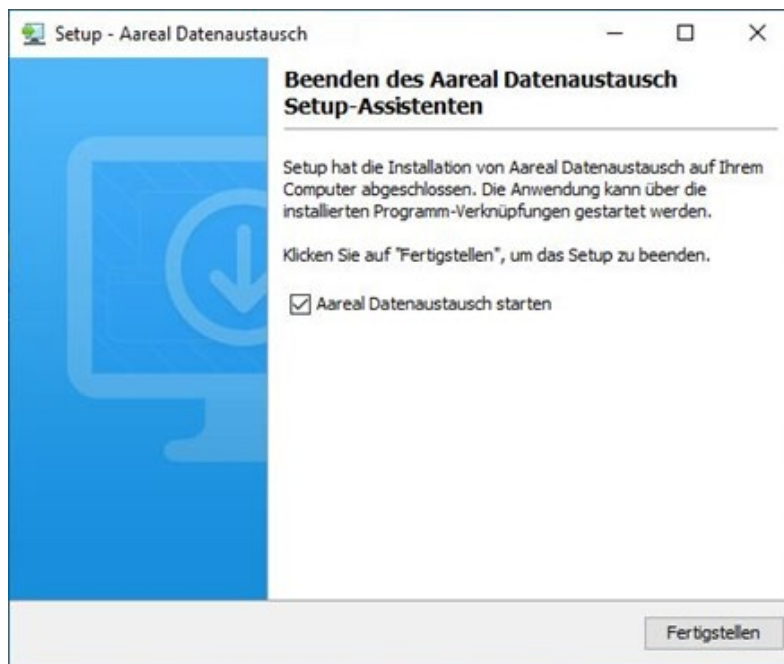 Setup - Aareal Datenaustausch
Beenden des Aareal Datenaustausch
Setup-Assistenten
Setup hat die Installation von Aareal Datenaustausch auf Ihrem
Computer abgeschlossen. Die Anwendung kann über die
installierten Programm-Verknüpfungen gestartet werden.
Klicken Sie auf "Fertigstellen", um das Setup zu beenden.
Aareal Datenaustausch starten
Fertigstellen